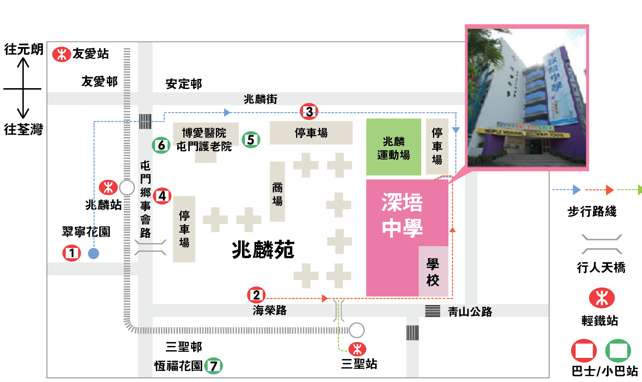 往元朗
往荃灣
友愛站
友愛邨
安定邨
兆麟街
3
博愛醫院
屯門護老院
6
5
停車場
兆麟
運動場
停車場
屯門鄉事會路
4
兆麟站
翠寧花園
1
停車場
商場
兆麟苑
深培
中學
學校
2
海榮路
青山公路
三聖邨
恆福花園
7
三聖站
步行路綫
行人天橋
輕鐵站
巴士/小巴站
深培中學